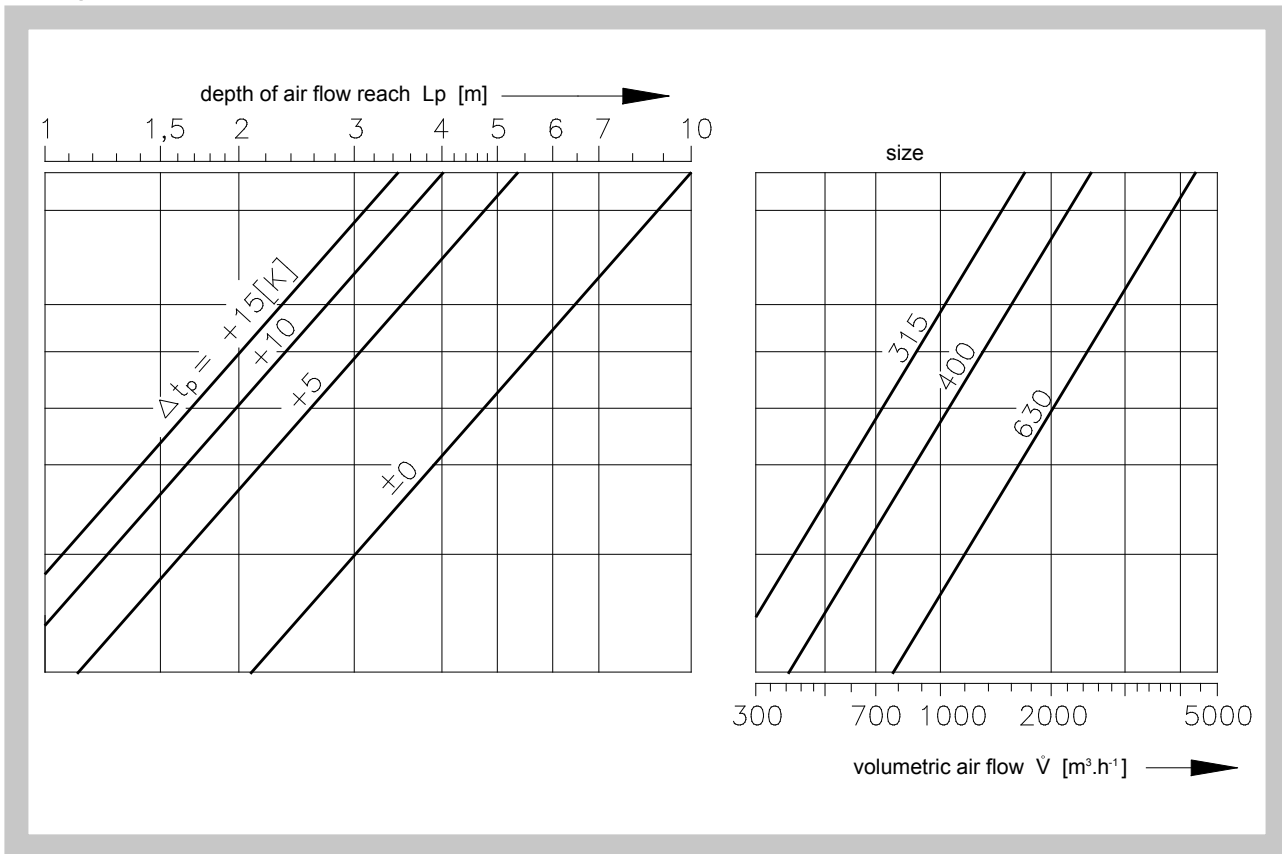 depth of air flow reach Lp [m]
1 1,5 2 3 4 5 6 7 10
size
Δtp = +15[K]
+10
+5
±0
315
400
630
300 700 1000 2000 5000
volumetric air flow V̇ [m³.h⁻¹]